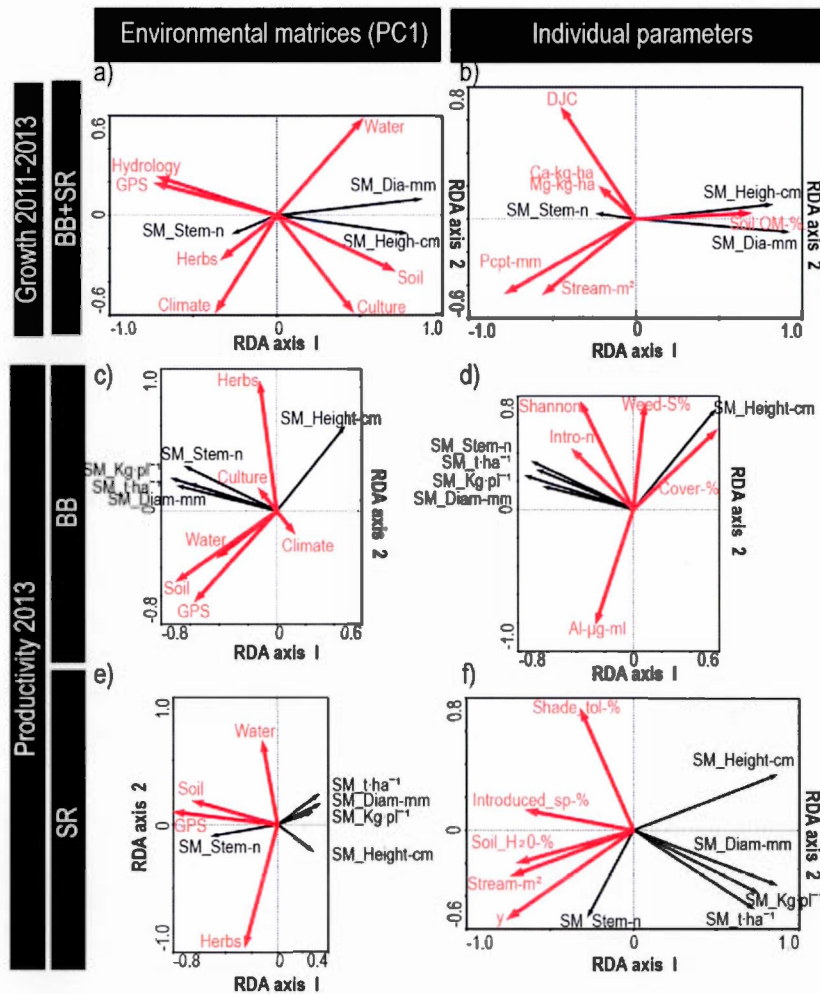 Environmental matrices (PC1)
Individual parameters
Growth 2011-2013
BB+SR
Productivity 2013
BB
SR
a)
0.6
0
-0.6
-1.0
0
1.0
RDA axis I
RDA axis 2
Water
Hydrology
GPS
SM_Dia-mm
SM_Stem-n
SM_Heigh-cm
Herbs
Soil
Climate
Culture
b)
0.8
0
-0.6
-1.0
0
1.0
RDA axis I
RDA axis 2
DJC
Ca-kg-ha
Mg-kg-ha
SM_Heigh-cm
SM_Stem-n
Soil OM-%
SM_Dia-mm
Pcpt-mm
Stream-m²
c)
1.0
0
-0.8
-0.8
0
0.6
RDA axis I
RDA axis 2
Herbs
SM_Height-cm
SM_Stem-n
SM_Kg·pl⁻¹
SM_t·ha⁻¹
SM_Diam-mm
Culture
Water
Climate
Soil
GPS
d)
0.8
0
-1.0
-0.8
0
0.6
RDA axis I
RDA axis 2
Shannon
Weed-S%
SM_Height-cm
Intro-n
SM_Stem-n
SM_t·ha⁻¹
SM_Kg·pl⁻¹
SM_Diam-mm
Cover-%
Al-µg-ml
e)
1.0
0
-1.0
-0.8
0
0.4
RDA axis I
RDA axis 2
Water
Soil
GPS
SM_t·ha⁻¹
SM_Diam-mm
SM_Kg·pl⁻¹
SM_Stem-n
SM_Height-cm
Herbs
f)
0.8
0
-0.6
-1.0
0
1.0
RDA axis I
RDA axis 2
Shade_tol-%
SM_Height-cm
Introduced_sp-%
Soil_H₂0-%
SM_Diam-mm
Stream-m²
SM_Kg·pl⁻¹
y
SM_Stem-n
SM_t·ha⁻¹